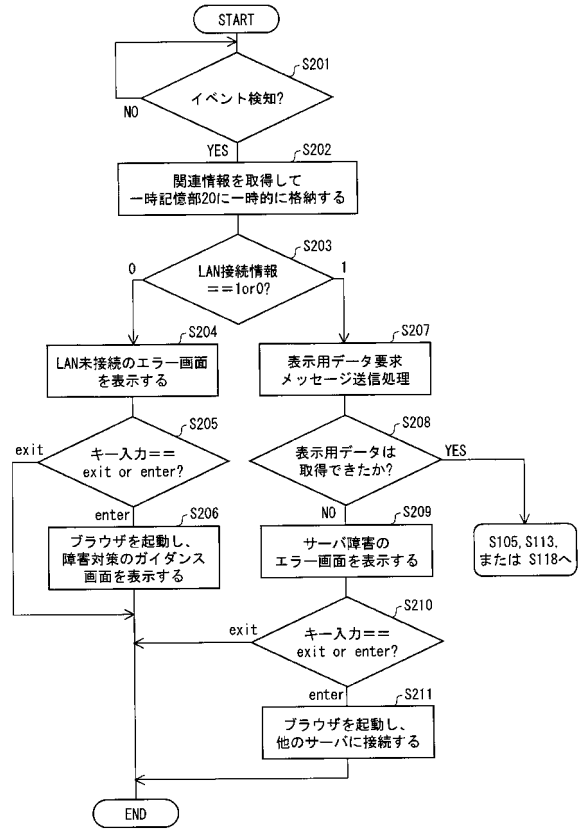 START
S201
イベント検知?
NO
YES
S202
関連情報を取得して
一時記憶部20に一時的に格納する
S203
LAN接続情報
==1or0?
0
1
S204
LAN未接続のエラー画面
を表示する
S207
表示用データ要求
メッセージ送信処理
S205
キー入力==
exit or enter?
exit
enter
S208
表示用データは
取得できたか?
YES
NO
S206
ブラウザを起動し、
障害対策のガイダンス
画面を表示する
S209
サーバ障害の
エラー画面を表示する
S105, S113,
または S118へ
S210
キー入力==
exit or enter?
exit
enter
S211
ブラウザを起動し、
他のサーバに接続する
END